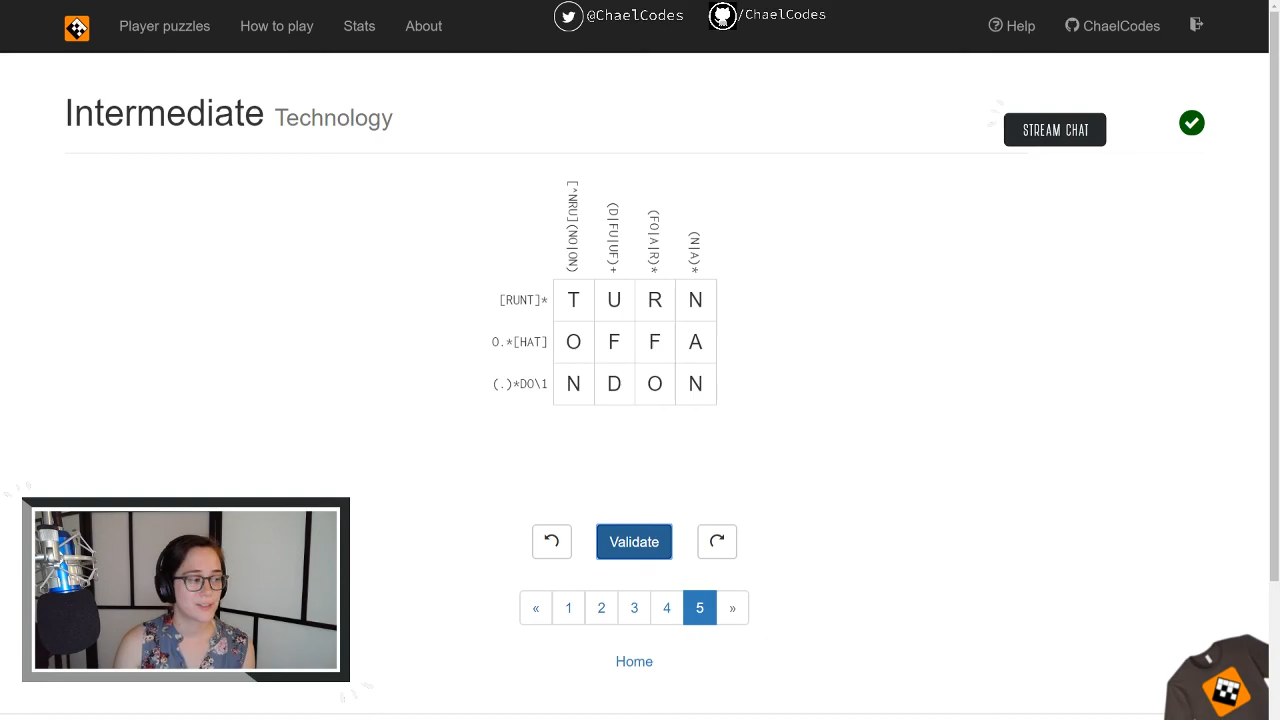 @ChaelCodes /ChaelCodes
Player puzzles How to play Stats About Help ChaelCodes
Intermediate Technology
STREAM CHAT
[^NRU](NO|ON)
(D|FU|UF)+
(FO|A|R)*
(N|A)*
[RUNT]* T U R N
O.*[HAT] O F F A
(.)*DO\1 N D O N
Validate
« 1 2 3 4 5 »
Home